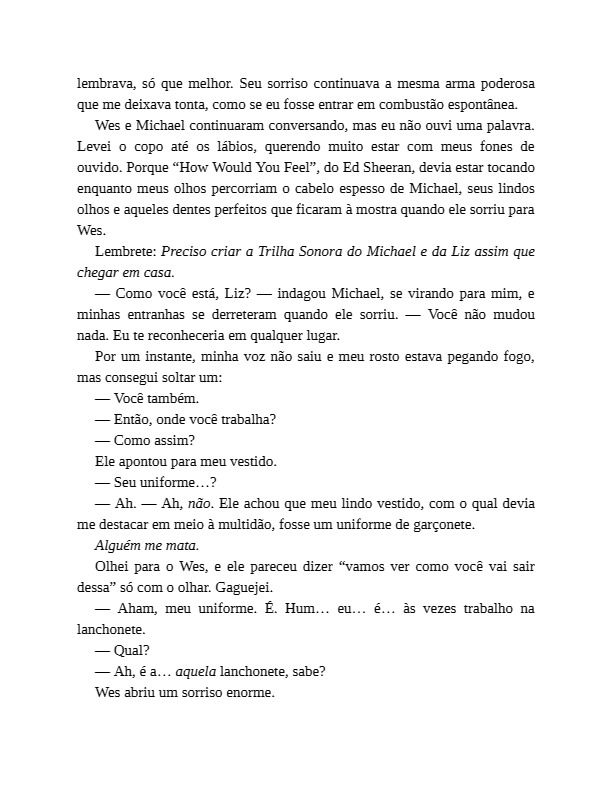 lembrava, só que melhor. Seu sorriso continuava a mesma arma poderosa
que me deixava tonta, como se eu fosse entrar em combustão espontânea.
Wes e Michael continuaram conversando, mas eu não ouvi uma palavra.
Levei o copo até os lábios, querendo muito estar com meus fones de
ouvido. Porque “How Would You Feel”, do Ed Sheeran, devia estar tocando
enquanto meus olhos percorriam o cabelo espesso de Michael, seus lindos
olhos e aqueles dentes perfeitos que ficaram à mostra quando ele sorriu para
Wes.
Lembrete: Preciso criar a Trilha Sonora do Michael e da Liz assim que
chegar em casa.
— Como você está, Liz? — indagou Michael, se virando para mim, e
minhas entranhas se derreteram quando ele sorriu. — Você não mudou
nada. Eu te reconheceria em qualquer lugar.
Por um instante, minha voz não saiu e meu rosto estava pegando fogo,
mas consegui soltar um:
— Você também.
— Então, onde você trabalha?
— Como assim?
Ele apontou para meu vestido.
— Seu uniforme…?
— Ah. — Ah, não. Ele achou que meu lindo vestido, com o qual devia
me destacar em meio à multidão, fosse um uniforme de garçonete.
Alguém me mata.
Olhei para o Wes, e ele pareceu dizer “vamos ver como você vai sair
dessa” só com o olhar. Gaguejei.
— Aham, meu uniforme. É. Hum… eu… é… às vezes trabalho na
lanchonete.
— Qual?
— Ah, é a… aquela lanchonete, sabe?
Wes abriu um sorriso enorme.